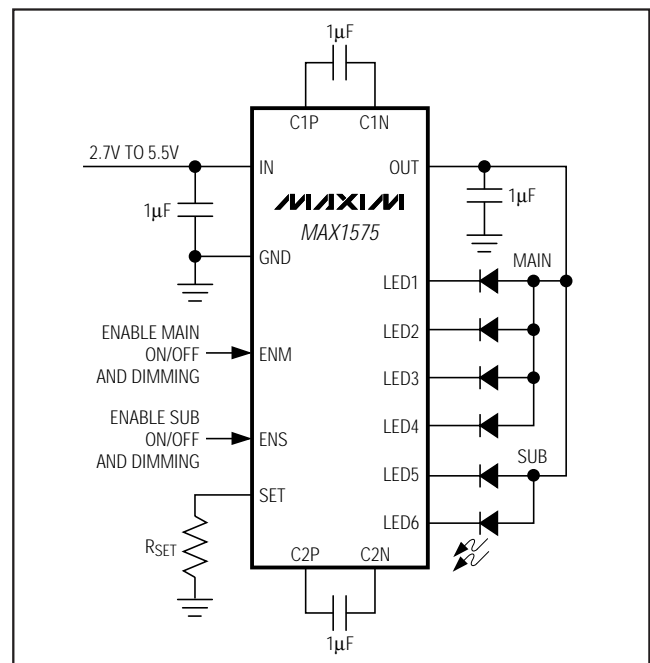 1µF
C1P
C1N
2.7V TO 5.5V
IN
OUT
1µF
1µF
MAXIM
MAX1575
GND
MAIN
LED1
LED2
ENABLE MAIN
ON/OFF
AND DIMMING
ENM
LED3
LED4
ENABLE SUB
ON/OFF
AND DIMMING
ENS
SUB
LED5
SET
LED6
RSET
C2P
C2N
1µF